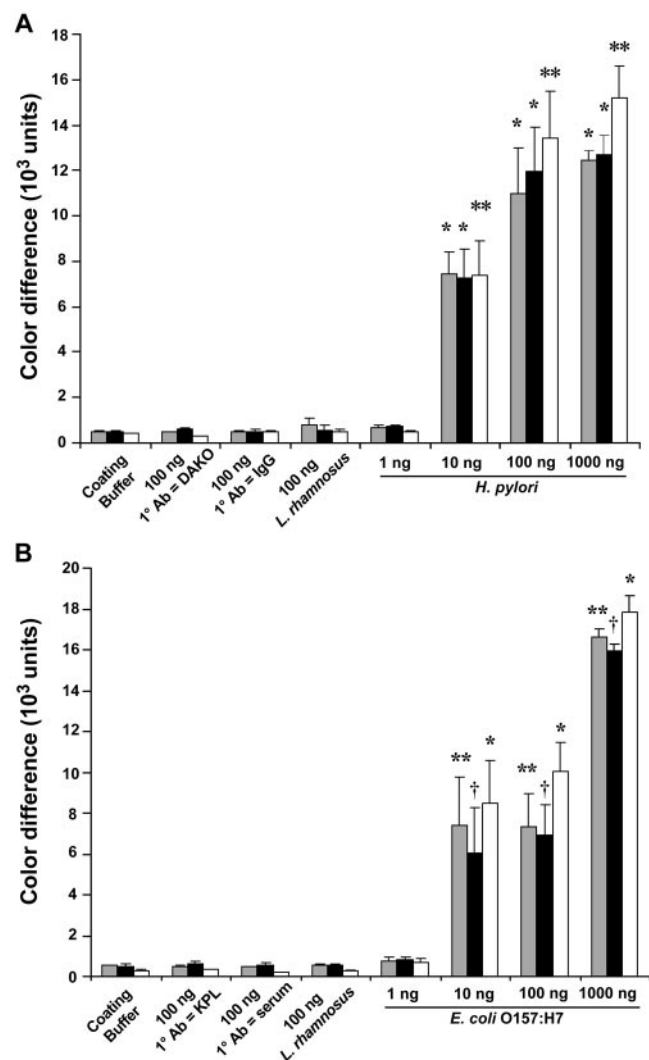 A
Color difference (10³ units)
18
16
14
12
10
8
6
4
2
0
* * **
* * **
* * **
Coating
Buffer
100 ng
1° Ab = DAKO
100 ng
1° Ab = IgG
100 ng
L. rhamnosus
1 ng 10 ng 100 ng 1000 ng
H. pylori
B
Color difference (10³ units)
20
18
16
14
12
10
8
6
4
2
0
** † *
** † *
** † *
Coating
Buffer
100 ng
1° Ab = KPL
100 ng
1° Ab = serum
100 ng
L. rhamnosus
1 ng 10 ng 100 ng 1000 ng
E. coli O157:H7